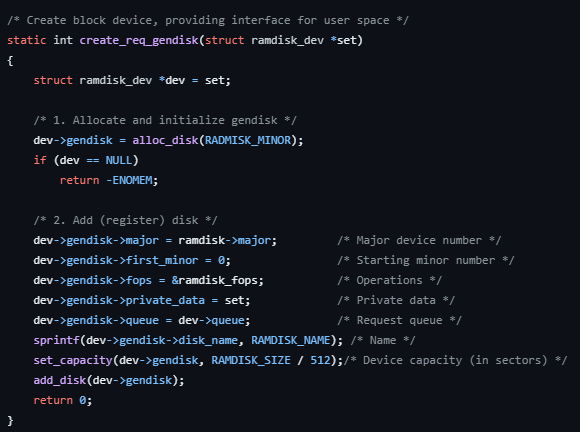 /* Create block device, providing interface for user space */
static int create_req_gendisk(struct ramdisk_dev *set)
{
    struct ramdisk_dev *dev = set;

    /* 1. Allocate and initialize gendisk */
    dev->gendisk = alloc_disk(RADMISK_MINOR);
    if (dev == NULL)
        return -ENOMEM;

    /* 2. Add (register) disk */
    dev->gendisk->major = ramdisk->major;         /* Major device number */
    dev->gendisk->first_minor = 0;                /* Starting minor number */
    dev->gendisk->fops = &ramdisk_fops;           /* Operations */
    dev->gendisk->private_data = set;             /* Private data */
    dev->gendisk->queue = dev->queue;             /* Request queue */
    sprintf(dev->gendisk->disk_name, RAMDISK_NAME); /* Name */
    set_capacity(dev->gendisk, RAMDISK_SIZE / 512);/* Device capacity (in sectors) */
    add_disk(dev->gendisk);
    return 0;
}